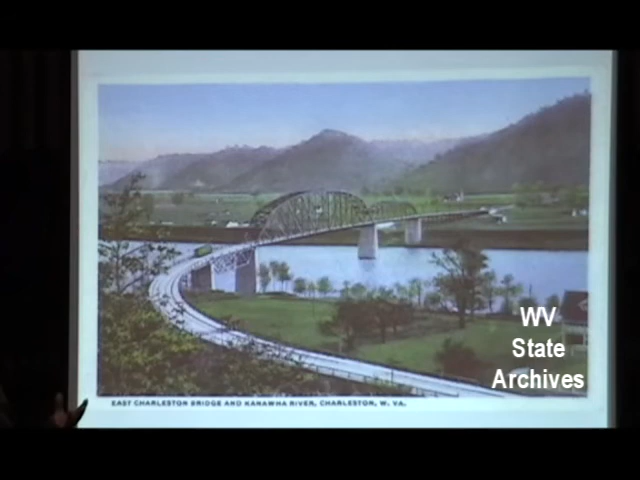 WV
State
Archives
EAST CHARLESTON BRIDGE AND KANAWHA RIVER, CHARLESTON, W. VA.